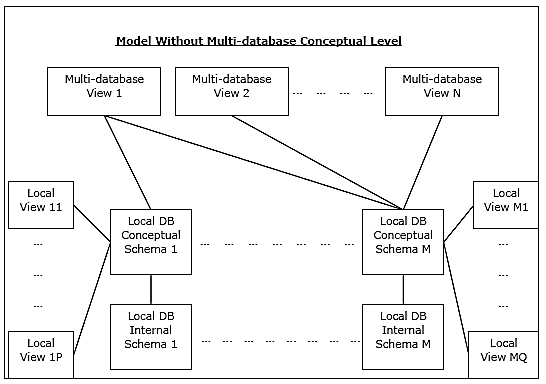 Model Without Multi-database Conceptual Level
Multi-database
View 1
Multi-database
View 2
Multi-database
View N
Local
View 11
Local DB
Conceptual
Schema 1
Local DB
Conceptual
Schema M
Local
View M1
Local
View 1P
Local DB
Internal
Schema 1
Local DB
Internal
Schema M
Local
View MQ